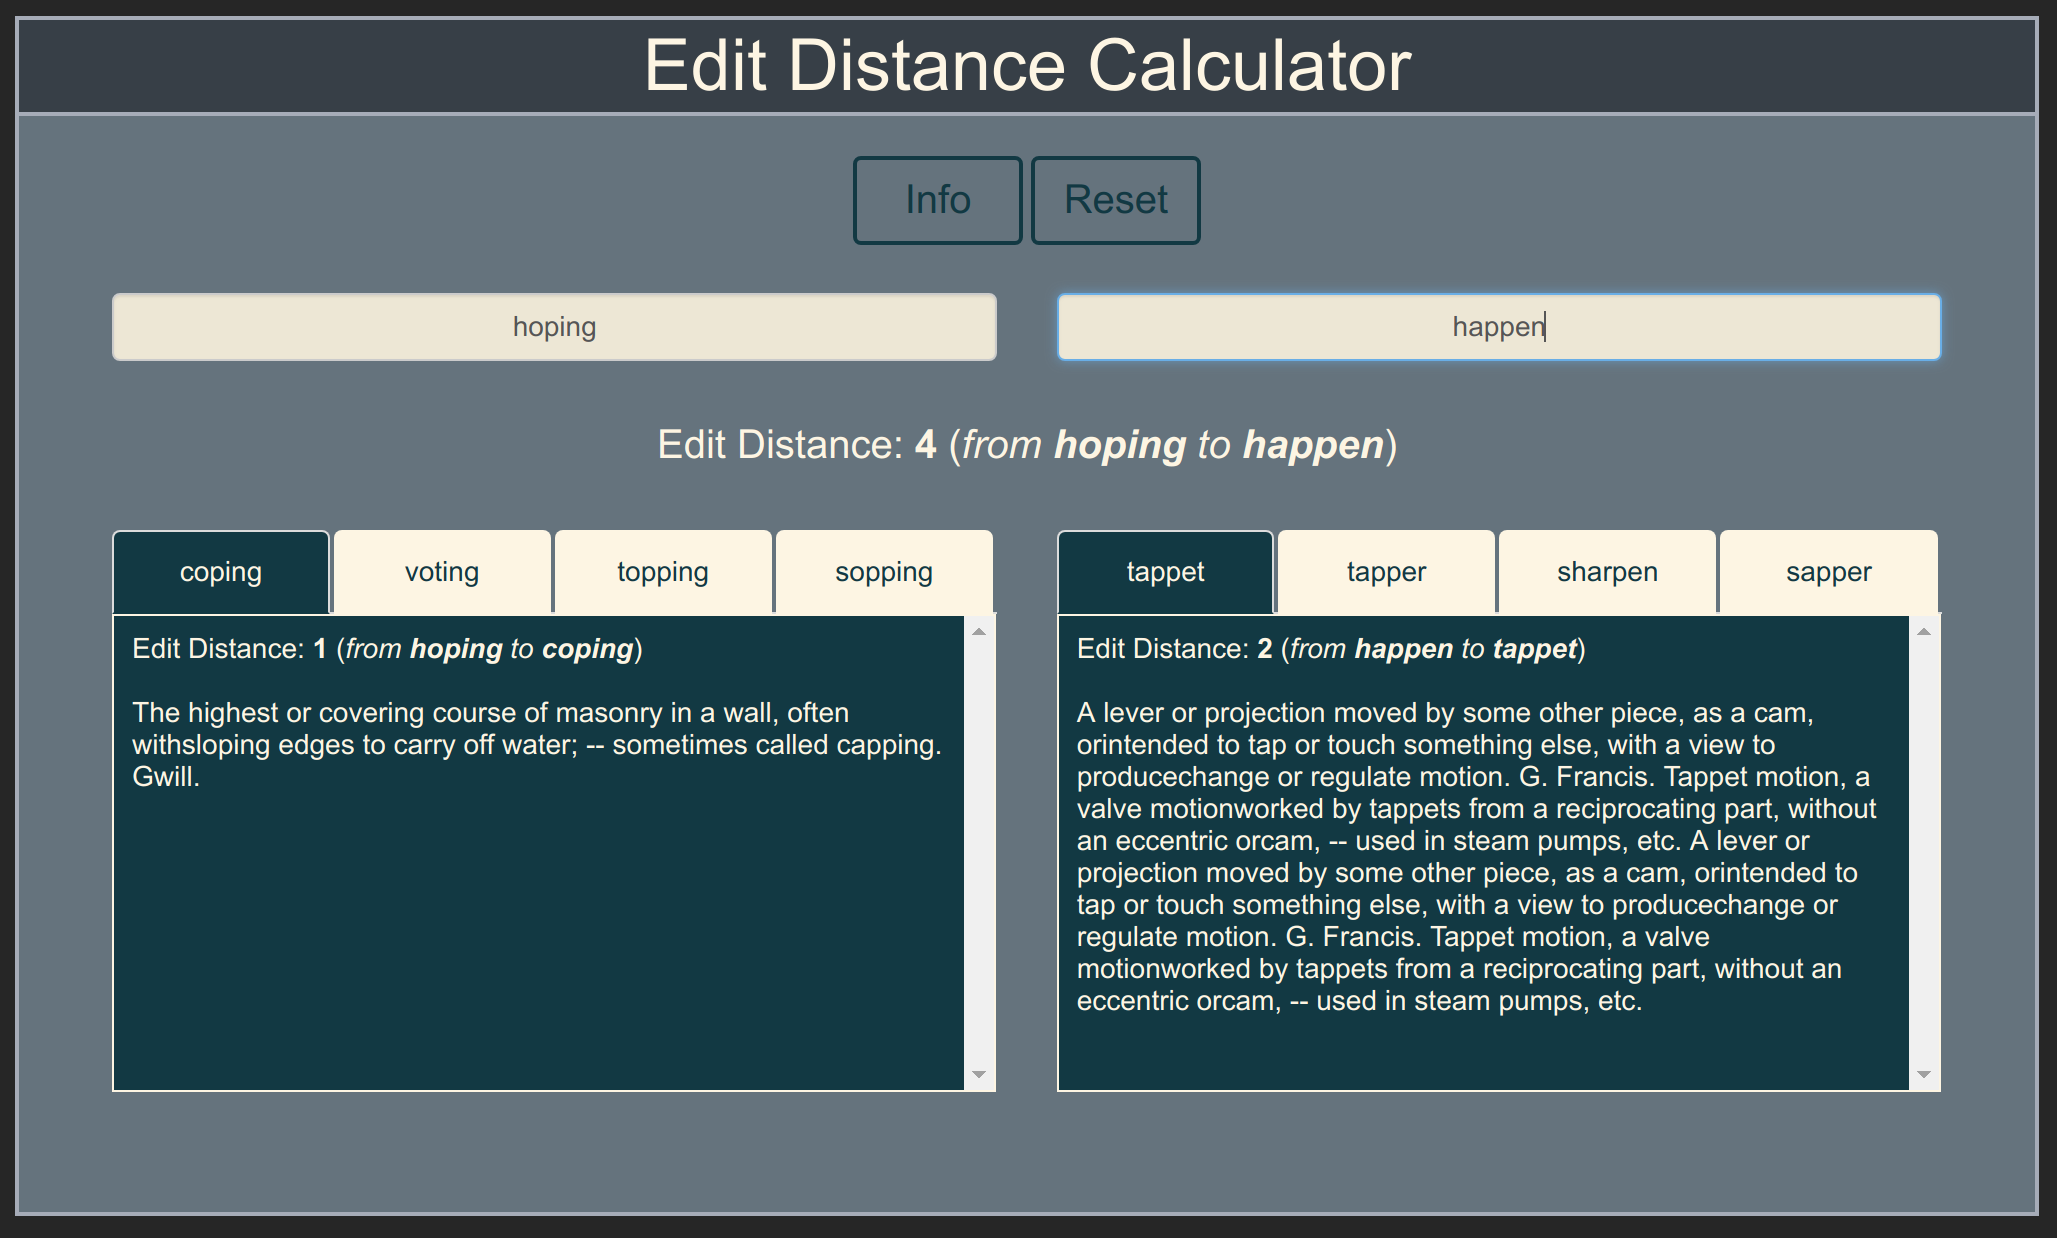 Edit Distance Calculator
Info
Reset
hoping
happen
Edit Distance: 4 (from hoping to happen)
coping
voting
topping
sopping
Edit Distance: 1 (from hoping to coping)
The highest or covering course of masonry in a wall, often
withsloping edges to carry off water; -- sometimes called capping.
Gwill.
tappet
tapper
sharpen
sapper
Edit Distance: 2 (from happen to tappet)
A lever or projection moved by some other piece, as a cam,
orintended to tap or touch something else, with a view to
producechange or regulate motion. G. Francis. Tappet motion, a
valve motionworked by tappets from a reciprocating part, without
an eccentric orcam, -- used in steam pumps, etc. A lever or
projection moved by some other piece, as a cam, orintended to
tap or touch something else, with a view to producechange or
regulate motion. G. Francis. Tappet motion, a valve
motionworked by tappets from a reciprocating part, without an
eccentric orcam, -- used in steam pumps, etc.